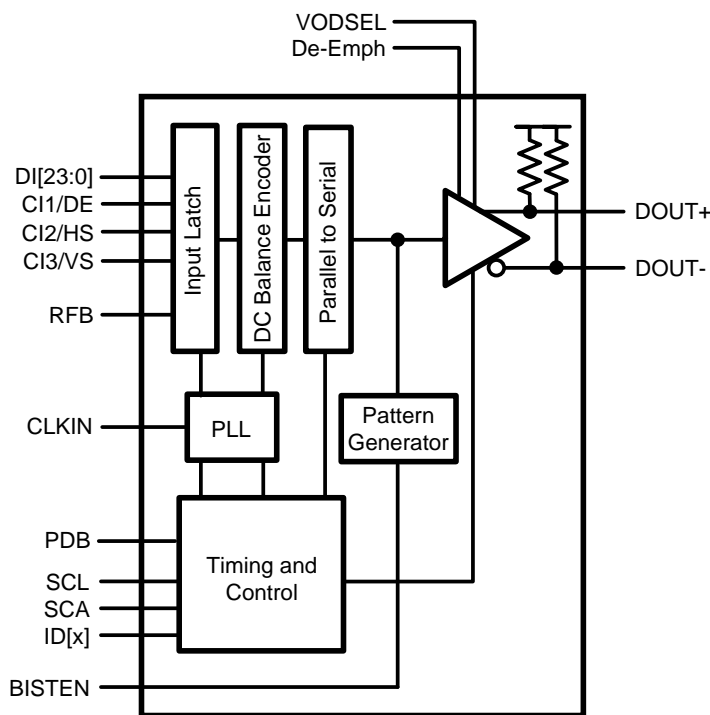 VODSEL
De-Emph
DI[23:0]
CI1/DE
CI2/HS
CI3/VS
RFB
Input Latch
DC Balance Encoder
Parallel to Serial
DOUT+
DOUT-
CLKIN
PLL
Pattern
Generator
PDB
SCL
SCA
ID[x]
Timing and
Control
BISTEN